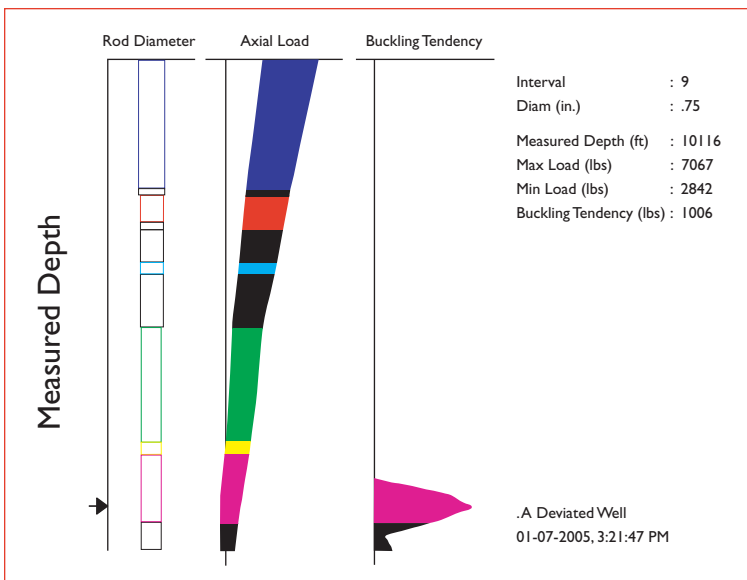 Rod Diameter
Axial Load
Buckling Tendency
Interval : 9
Diam (in.) : .75
Measured Depth (ft) : 10116
Max Load (lbs) : 7067
Min Load (lbs) : 2842
Buckling Tendency (lbs) : 1006
Measured Depth
.A Deviated Well
01-07-2005, 3:21:47 PM